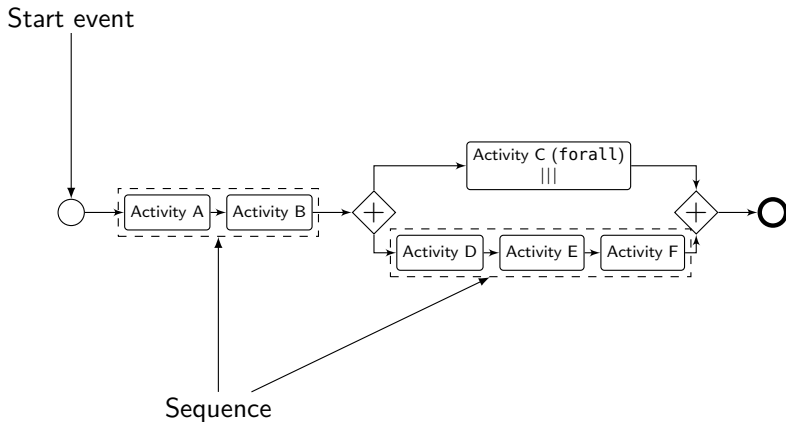 Start event
Activity C (forall)
Activity A
Activity B
Activity D
Activity E
Activity F
Sequence